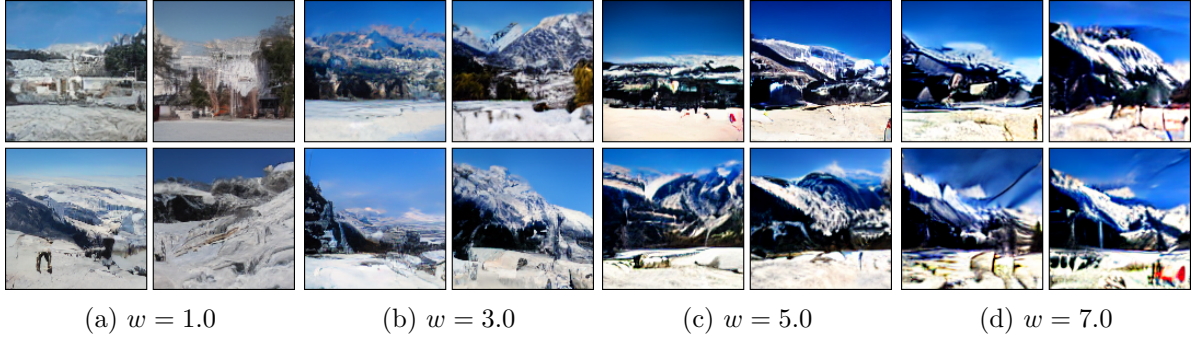 (a) w = 1.0
(b) w = 3.0
(c) w = 5.0
(d) w = 7.0